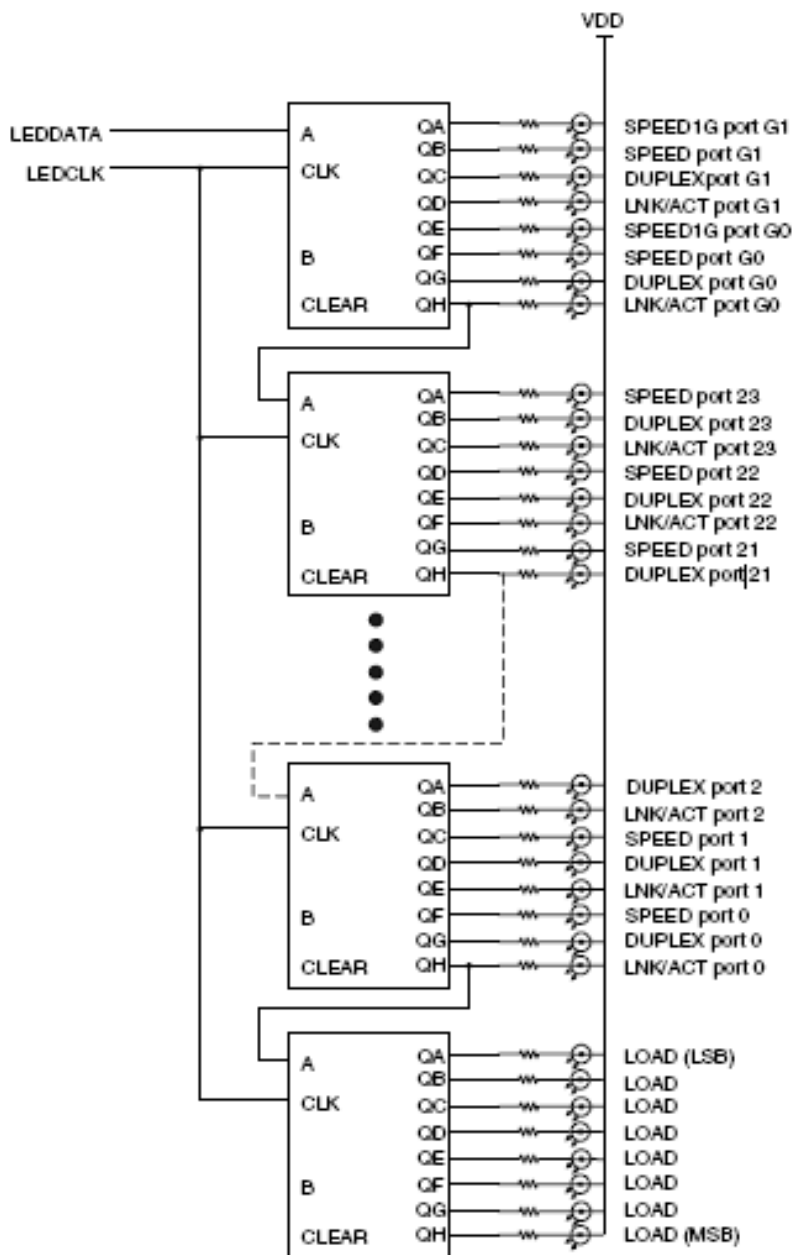 VDD
LEDDATA
LEDCLK
A
CLK
B
CLEAR
QA
QB
QC
QD
QE
QF
QG
QH
SPEED1G port G1
SPEED port G1
DUPLEXport G1
LNK/ACT port G1
SPEED1G port G0
SPEED port G0
DUPLEX port G0
LNK/ACT port G0
A
CLK
B
CLEAR
QA
QB
QC
QD
QE
QF
QG
QH
SPEED port 23
DUPLEX port 23
LNK/ACT port 23
SPEED port 22
DUPLEX port 22
LNK/ACT port 22
SPEED port 21
DUPLEX port 21
A
CLK
B
CLEAR
QA
QB
QC
QD
QE
QF
QG
QH
DUPLEX port 2
LNK/ACT port 2
SPEED port 1
DUPLEX port 1
LNK/ACT port 1
SPEED port 0
DUPLEX port 0
LNK/ACT port 0
A
CLK
B
CLEAR
QA
QB
QC
QD
QE
QF
QG
QH
LOAD (LSB)
LOAD
LOAD
LOAD
LOAD
LOAD
LOAD
LOAD (MSB)